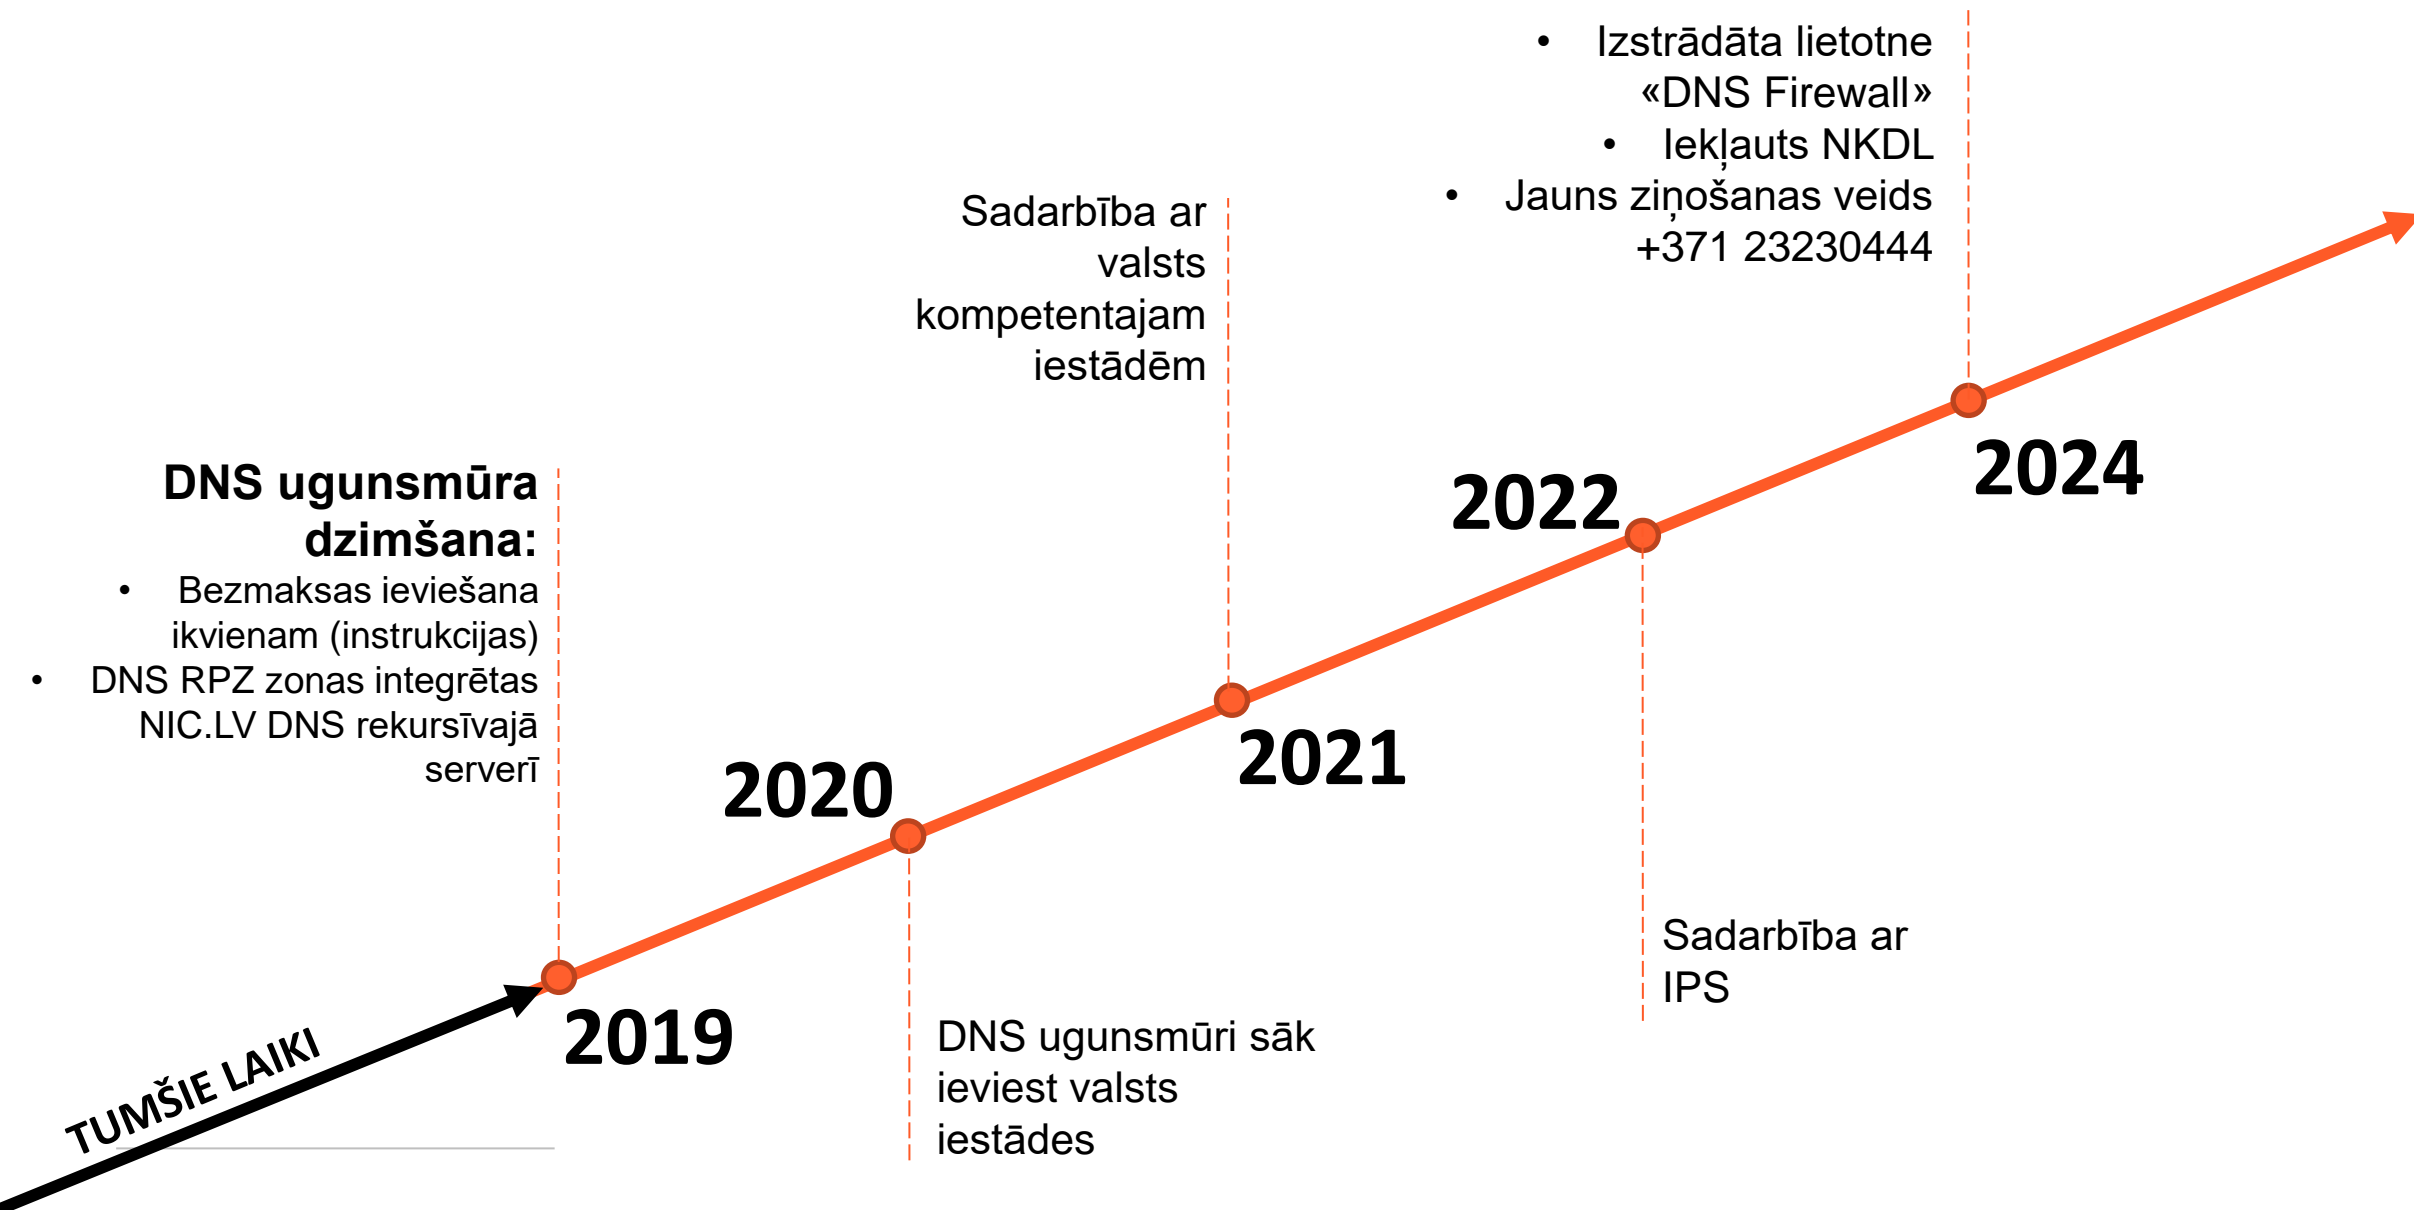 • Izstrādāta lietotne
«DNS Firewall»
• Iekļauts NKDL
• Jauns ziņošanas veids
+371 23230444
Sadarbība ar
valsts
kompetentajam
iestādēm
DNS ugunsmūra
dzimšana:
• Bezmaksas ieviešana
ikvienam (instrukcijas)
• DNS RPZ zonas integrētas
NIC.LV DNS rekursīvajā
serverī
2024
2022
2021
2020
2019
TUMŠIE LAIKI
DNS ugunsmūri sāk
ieviest valsts
iestādes
Sadarbība ar
IPS